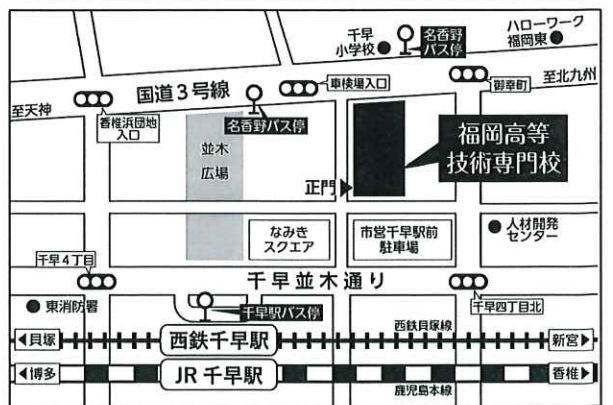 千早
小学校
名香野
バス停
ハローワーク
福岡東
国道3号線
車検場入口
御幸町
至北九州
至天神
香椎浜団地
入口
名香野バス停
並木
広場
福岡高等
技術専門校
正門
なみき
スクエア
市営千早駅前
駐車場
人材開発
センター
千早4丁目
千早並木通り
東消防署
千早駅バス停
千早四丁目北
西鉄貝塚線
貝塚
西鉄千早駅
新宮
博多
JR千早駅
香椎
鹿児島本線